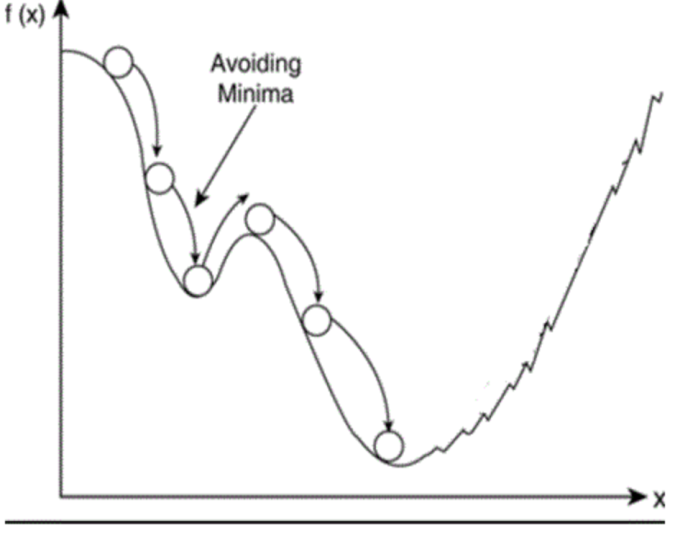 f (x)
Avoiding
Minima
x